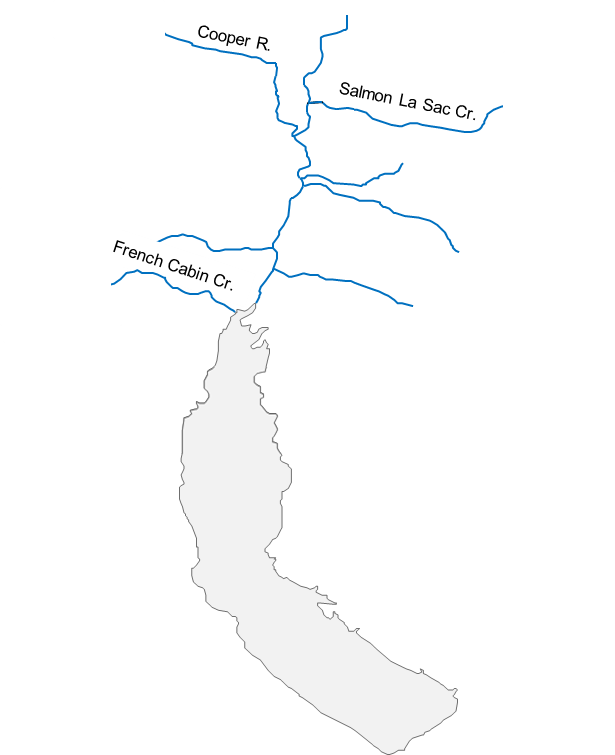 Cooper R.
Salmon La Sac Cr.
French Cabin Cr.